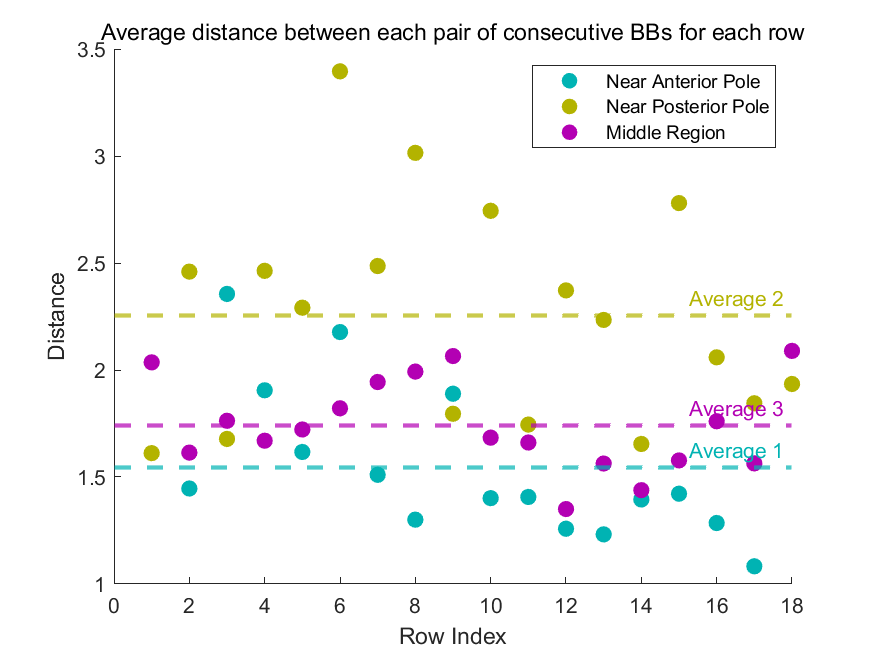 Average distance between each pair of consecutive BBs for each row
Near Anterior Pole
Near Posterior Pole
Middle Region
3.5
3
2.5
2
1.5
1
Distance
Average 2
Average 3
Average 1
0 2 4 6 8 10 12 14 16 18
Row Index